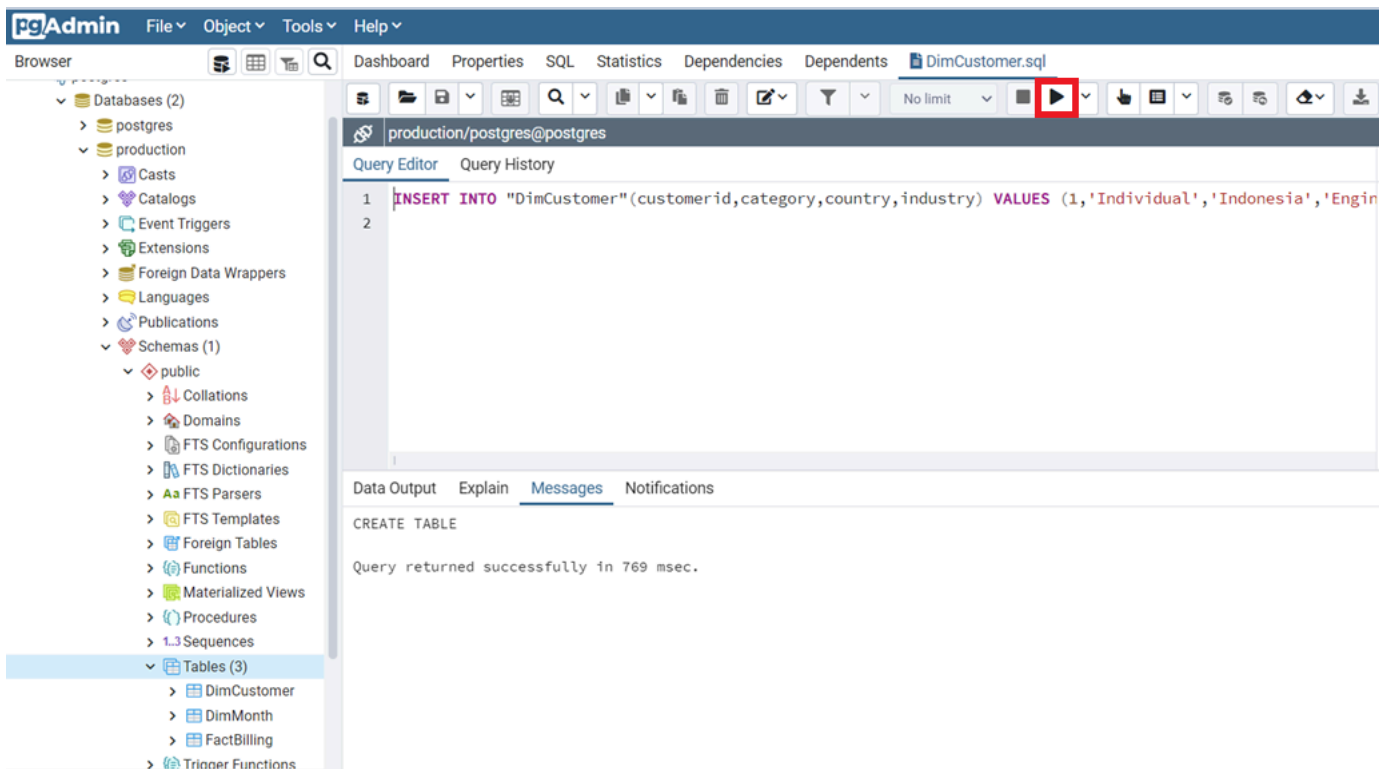 pgAdmin File Object Tools Help
Browser
Dashboard Properties SQL Statistics Dependencies Dependents DimCustomer.sql
No limit
production/postgres@postgres
Query Editor Query History
1 INSERT INTO "DimCustomer"(customerid,category,country,industry) VALUES (1,'Individual','Indonesia','Engin
2
postgres
Databases (2)
postgres
production
Casts
Catalogs
Event Triggers
Extensions
Foreign Data Wrappers
Languages
Publications
Schemas (1)
public
Collations
Domains
FTS Configurations
FTS Dictionaries
Aa FTS Parsers
FTS Templates
Foreign Tables
Functions
Materialized Views
Procedures
1..3 Sequences
Tables (3)
DimCustomer
DimMonth
FactBilling
Trigger Functions
Data Output Explain Messages Notifications
CREATE TABLE
Query returned successfully in 769 msec.